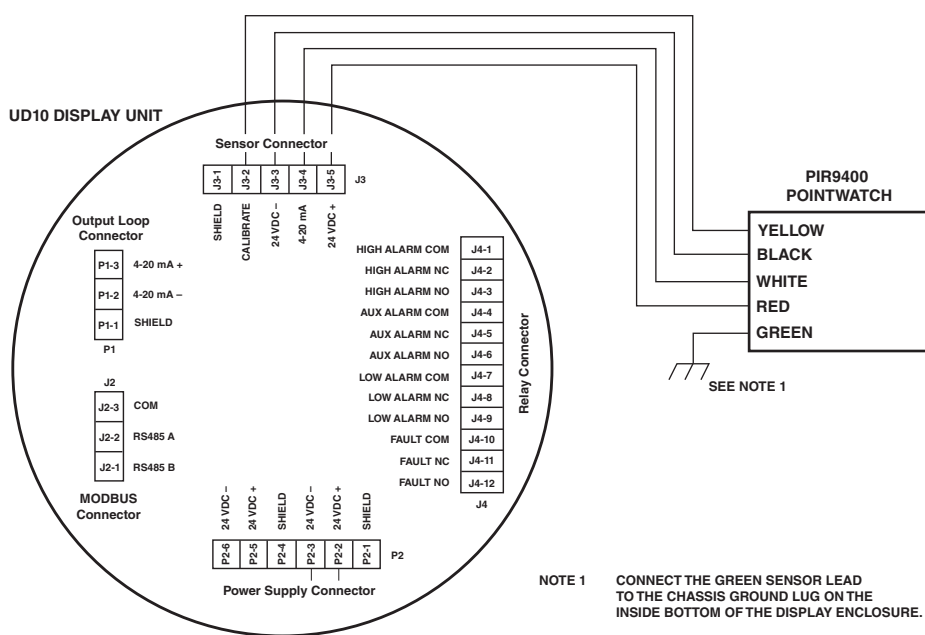 UD10 DISPLAY UNIT
Sensor Connector
J3-1
J3-2
J3-3
J3-4
J3-5
J3
SHIELD
CALIBRATE
24 VDC –
4-20 mA
24 VDC +
Output Loop
Connector
P1-3 4-20 mA +
P1-2 4-20 mA –
P1-1 SHIELD
P1
J2
J2-3 COM
J2-2 RS485 A
J2-1 RS485 B
MODBUS
Connector
HIGH ALARM COM J4-1
HIGH ALARM NC J4-2
HIGH ALARM NO J4-3
AUX ALARM COM J4-4
AUX ALARM NC J4-5
AUX ALARM NO J4-6
LOW ALARM COM J4-7
LOW ALARM NC J4-8
LOW ALARM NO J4-9
FAULT COM J4-10
FAULT NC J4-11
FAULT NO J4-12
J4
Relay Connector
24 VDC –
24 VDC +
SHIELD
24 VDC –
24 VDC +
SHIELD
P2-6
P2-5
P2-4
P2-3
P2-2
P2-1
P2
Power Supply Connector
PIR9400
POINTWATCH
YELLOW
BLACK
WHITE
RED
GREEN
SEE NOTE 1
NOTE 1 CONNECT THE GREEN SENSOR LEAD
TO THE CHASSIS GROUND LUG ON THE
INSIDE BOTTOM OF THE DISPLAY ENCLOSURE.